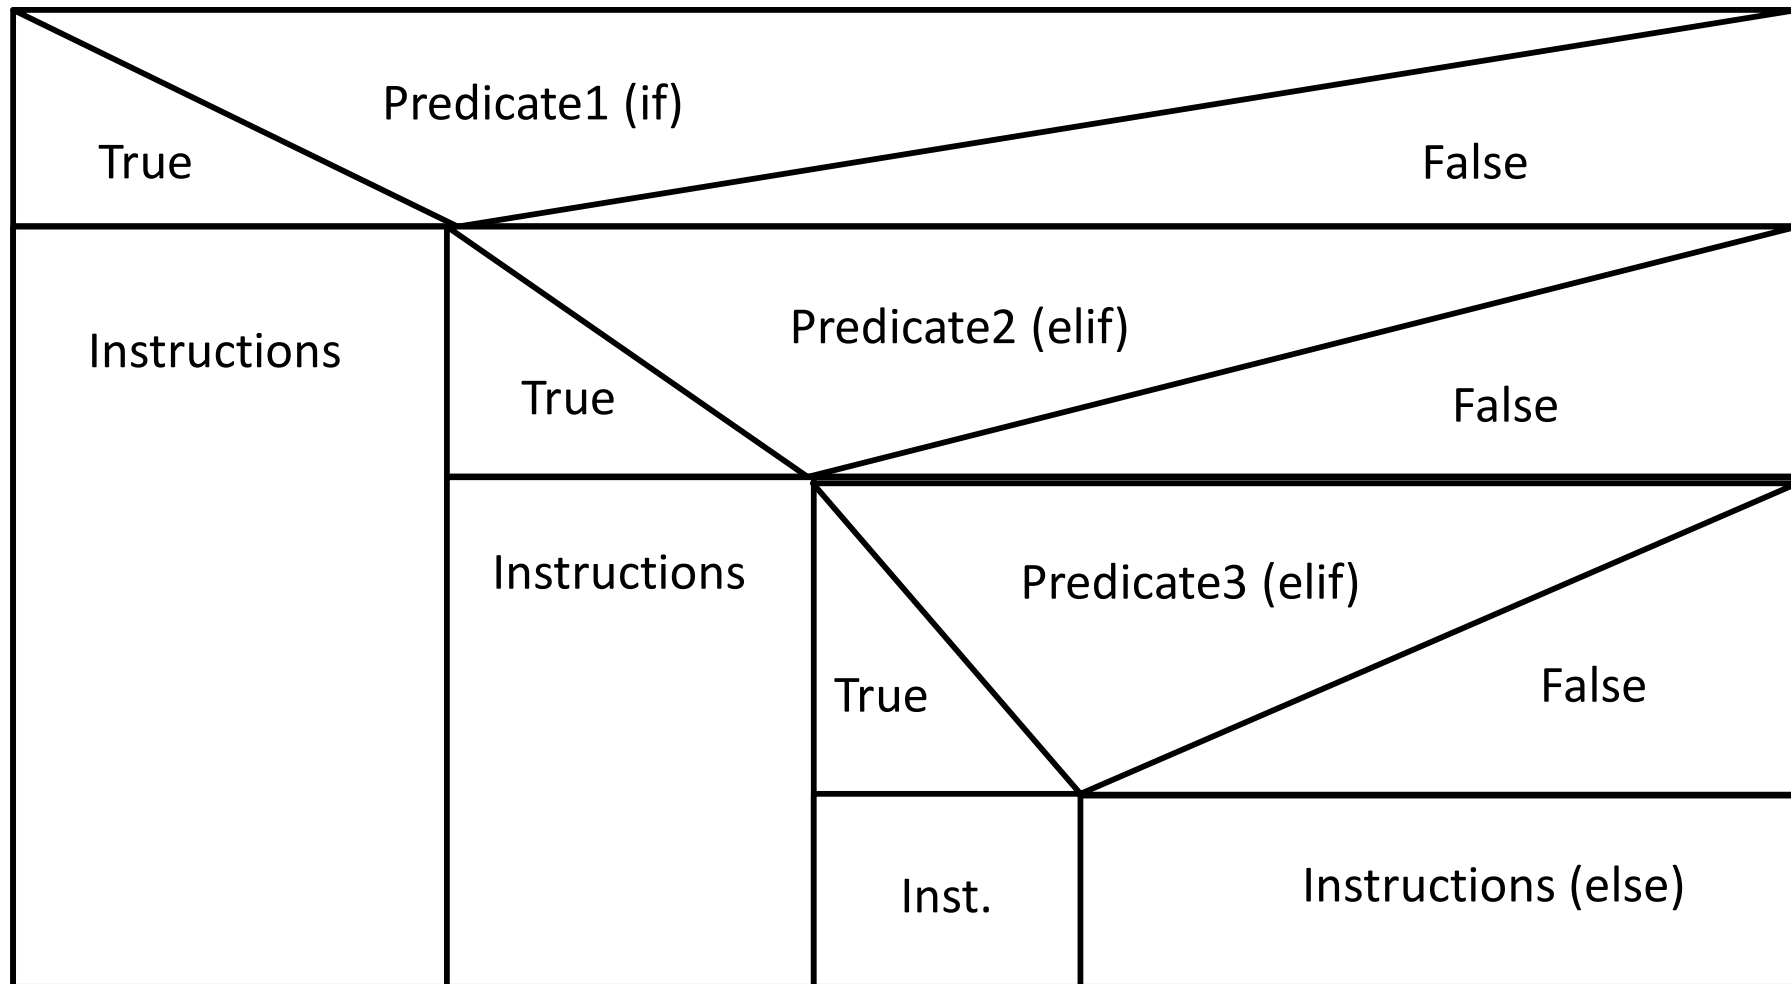 Predicate1 (if)
True
False
Predicate2 (elif)
Instructions
True
False
Instructions
Predicate3 (elif)
True
False
Inst.
Instructions (else)